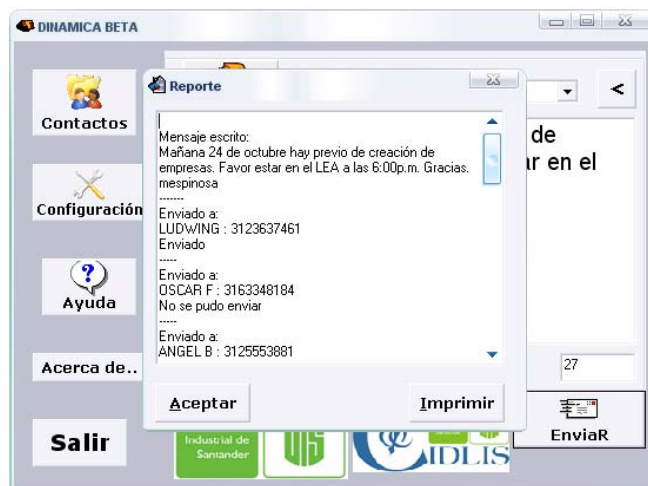 DINAMICA BETA
Contactos
Configuración
Ayuda
Acerca de..
Salir
Reporte
Mensaje escrito:
Mañana 24 de octubre hay previo de creación de
empresas. Favor estar en el LEA a las 6:00p.m. Gracias.
mespinosa
-------
Enviado a:
LUDWING : 3123637461
Enviado
-----
Enviado a:
OSCAR F : 3163348184
No se pudo enviar
-----
Enviado a:
ANGEL B : 3125553881
Aceptar
Imprimir
<
de
ar en el
27
EnviaR
Industrial de
Santander
UIS
CIDLIS